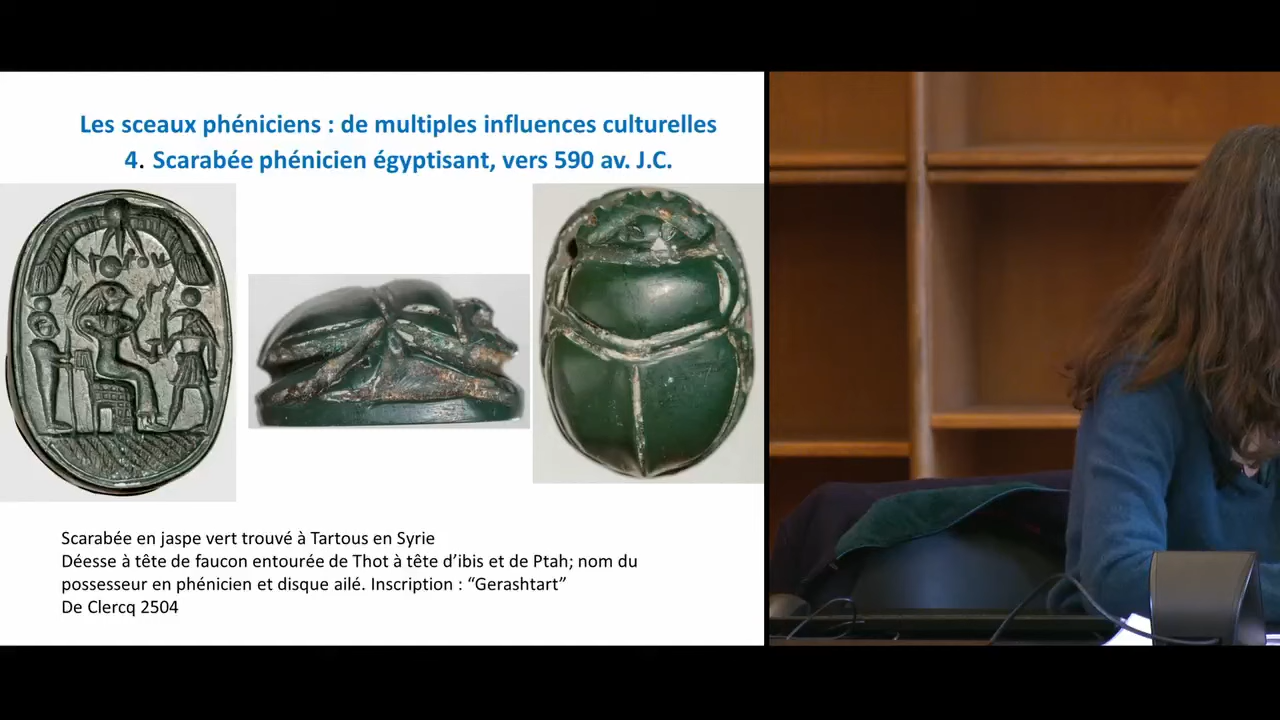 Les sceaux phéniciens : de multiples influences culturelles
4. Scarabée phénicien égyptisant, vers 590 av. J.C.
Scarabée en jaspe vert trouvé à Tartous en Syrie
Déesse à tête de faucon entourée de Thot à tête d’ibis et de Ptah; nom du
possesseur en phénicien et disque ailé. Inscription : “Gerashtart”
De Clercq 2504